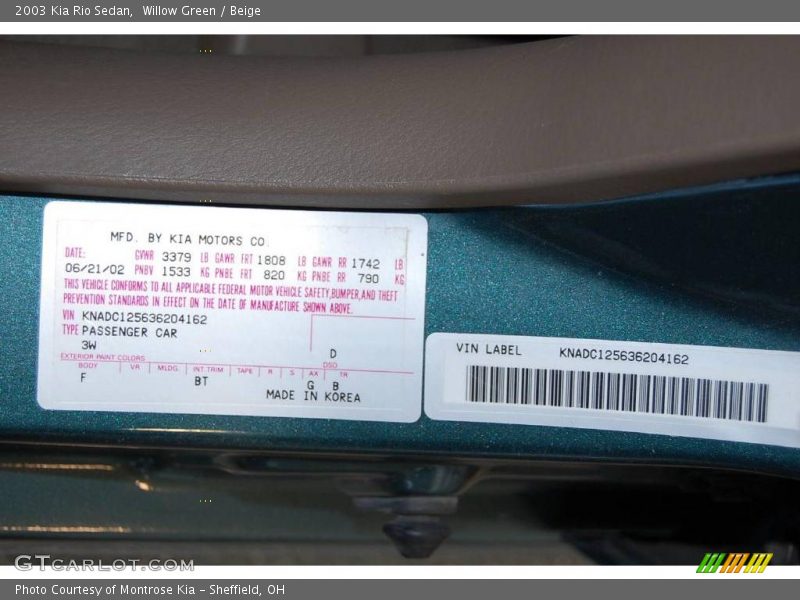 2003 Kia Rio Sedan,  Willow Green / Beige
MFD. BY KIA MOTORS CO.
DATE: GVWR 3379 LB GAWR FRT 1808 LB GAWR RR 1742 LB
06/21/02 PNBV 1533 KG PNBE FRT 820 KG PNBE RR 790 KG
THIS VEHICLE CONFORMS TO ALL APPLICABLE FEDERAL MOTOR VEHICLE SAFETY,BUMPER,AND THEFT
PREVENTION STANDARDS IN EFFECT ON THE DATE OF MANUFACTURE SHOWN ABOVE.
VIN KNADC125636204162
TYPE PASSENGER CAR
3W
D
EXTERIOR PAINT COLORS DSO
BODY VR MLDG. INT TRIM TAPE R S AX TR
F BT G B
MADE IN KOREA
VIN LABEL KNADC125636204162
GTcarlot.com
Photo Courtesy of Montrose Kia – Sheffield, OH